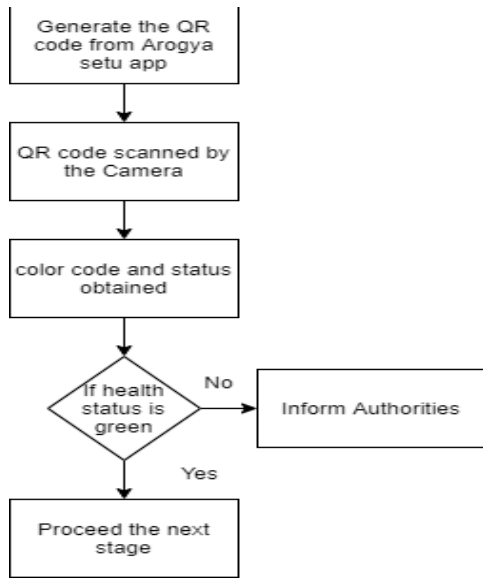 Generate the QR
code from Arogya
setu app
QR code scanned by
the Camera
color code and status
obtained
If health
status is
green
No
Inform Authorities
Yes
Proceed the next
stage